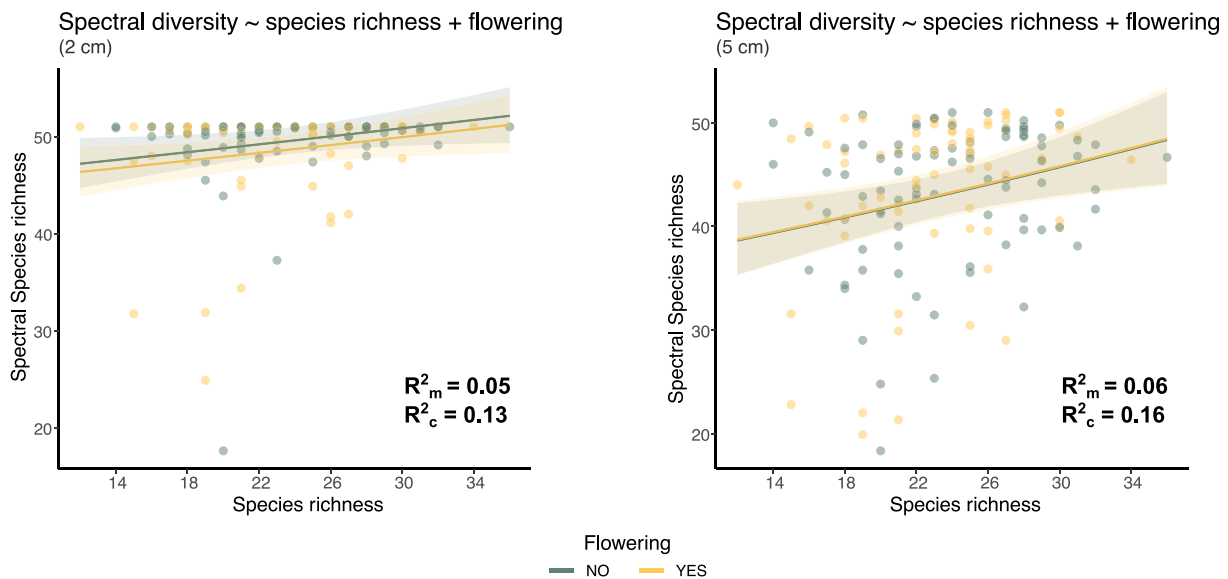 Spectral diversity ~ species richness + flowering
(2 cm)
Spectral Species richness
50
40
30
20
R²m = 0.05
R²c = 0.13
14 18 22 26 30 34
Species richness
Spectral diversity ~ species richness + flowering
(5 cm)
Spectral Species richness
50
40
30
20
R²m = 0.06
R²c = 0.16
14 18 22 26 30 34
Species richness
Flowering
NO YES